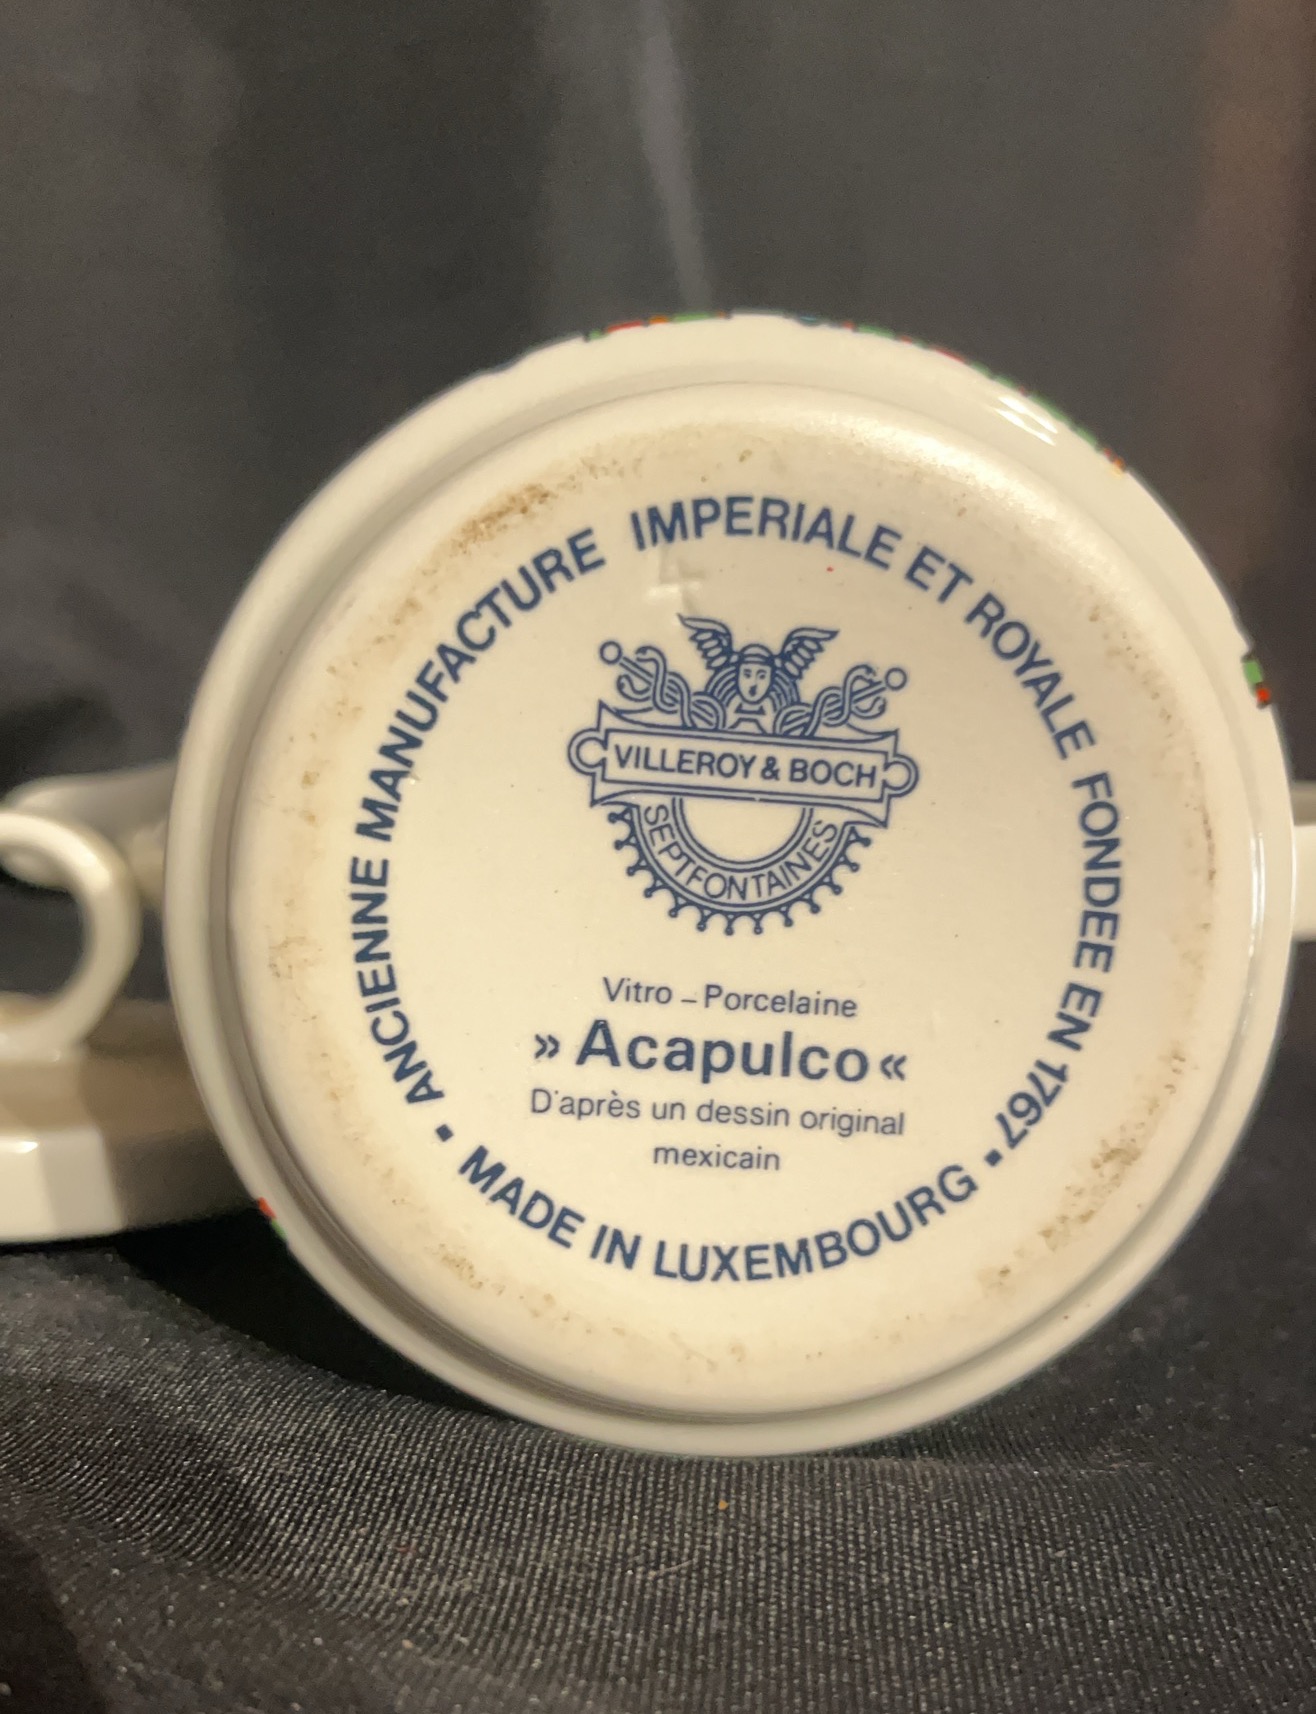 ANCIENNE MANUFACTURE IMPERIALE ET ROYALE FONDEE EN 1767 ▪
MADE IN LUXEMBOURG ▪
4
VILLEROY & BOCH
SEPTFONTAINES
Vitro – Porcelaine
» Acapulco «
D'après un dessin original
mexicain